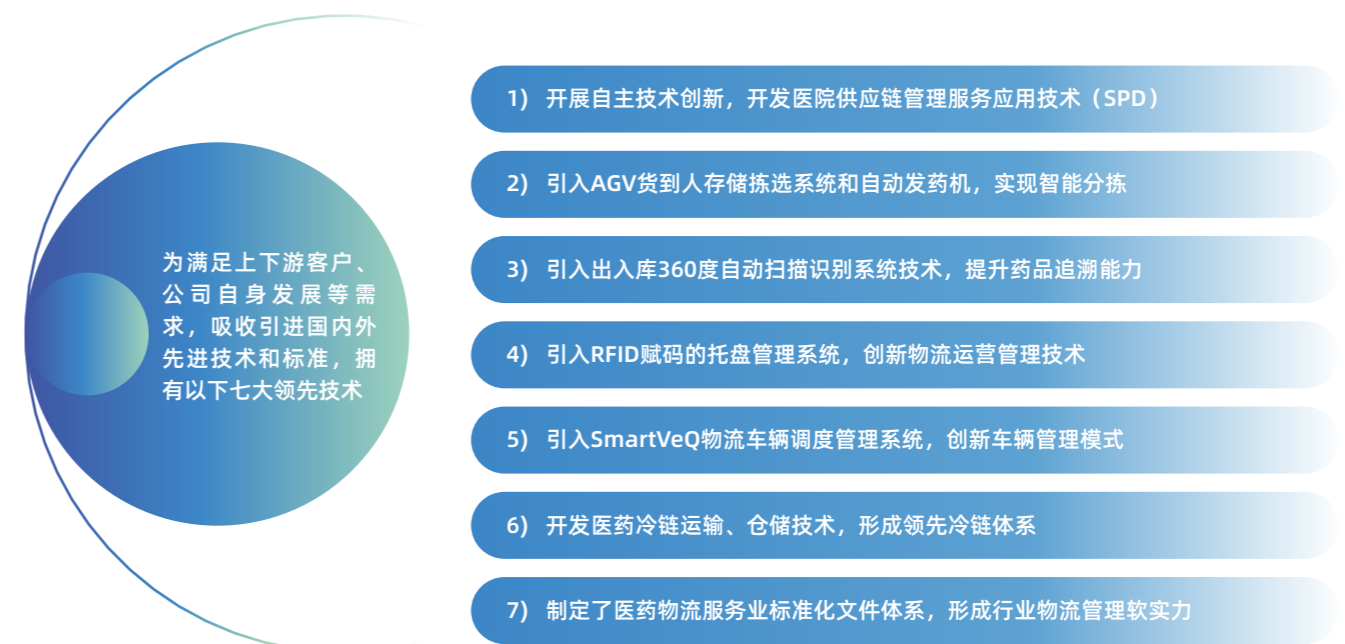 为满足上下游客户、
公司自身发展等需
求，吸收引进国内外
先进技术和标准，拥
有以下七大领先技术
1) 开展自主技术创新，开发医院供应链管理服务应用技术（SPD）
2) 引入AGV货到人存储拣选系统和自动发药机，实现智能分拣
3) 引入出入库360度自动扫描识别系统技术，提升药品追溯能力
4) 引入RFID赋码的托盘管理系统，创新物流运营管理技术
5) 引入SmartVeQ物流车辆调度管理系统，创新车辆管理模式
6) 开发医药冷链运输、仓储技术，形成领先冷链体系
7) 制定了医药物流服务业标准化文件体系，形成行业物流管理软实力